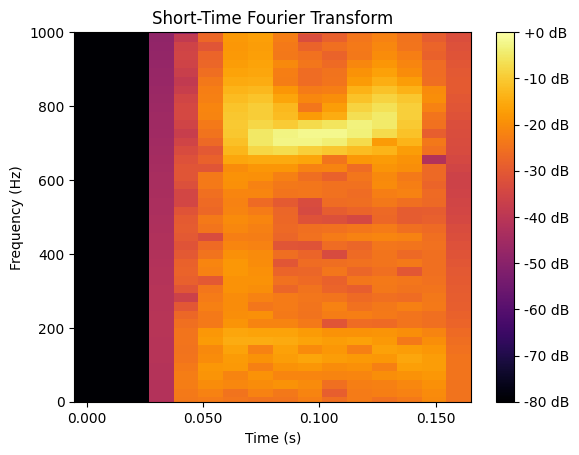 Short-Time Fourier Transform
1000
800
600
400
200
0
Frequency (Hz)
0.000
0.050
0.100
0.150
Time (s)
+0 dB
-10 dB
-20 dB
-30 dB
-40 dB
-50 dB
-60 dB
-70 dB
-80 dB